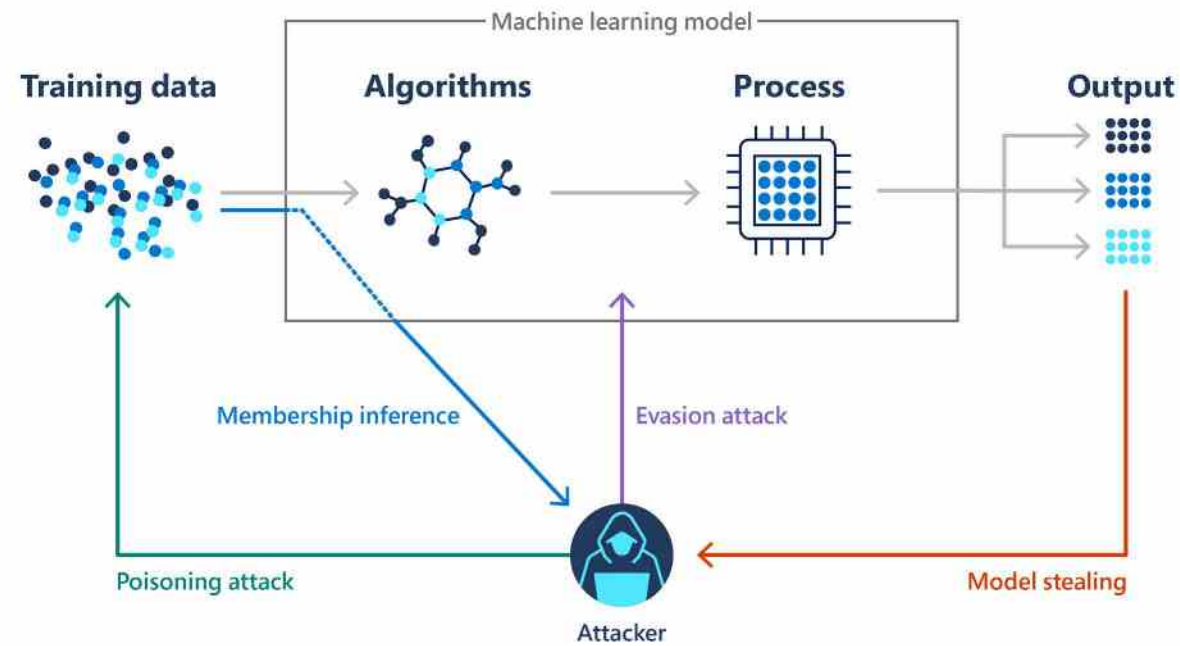 Machine learning model
Training data
Algorithms
Process
Output
Membership inference
Evasion attack
Poisoning attack
Model stealing
Attacker